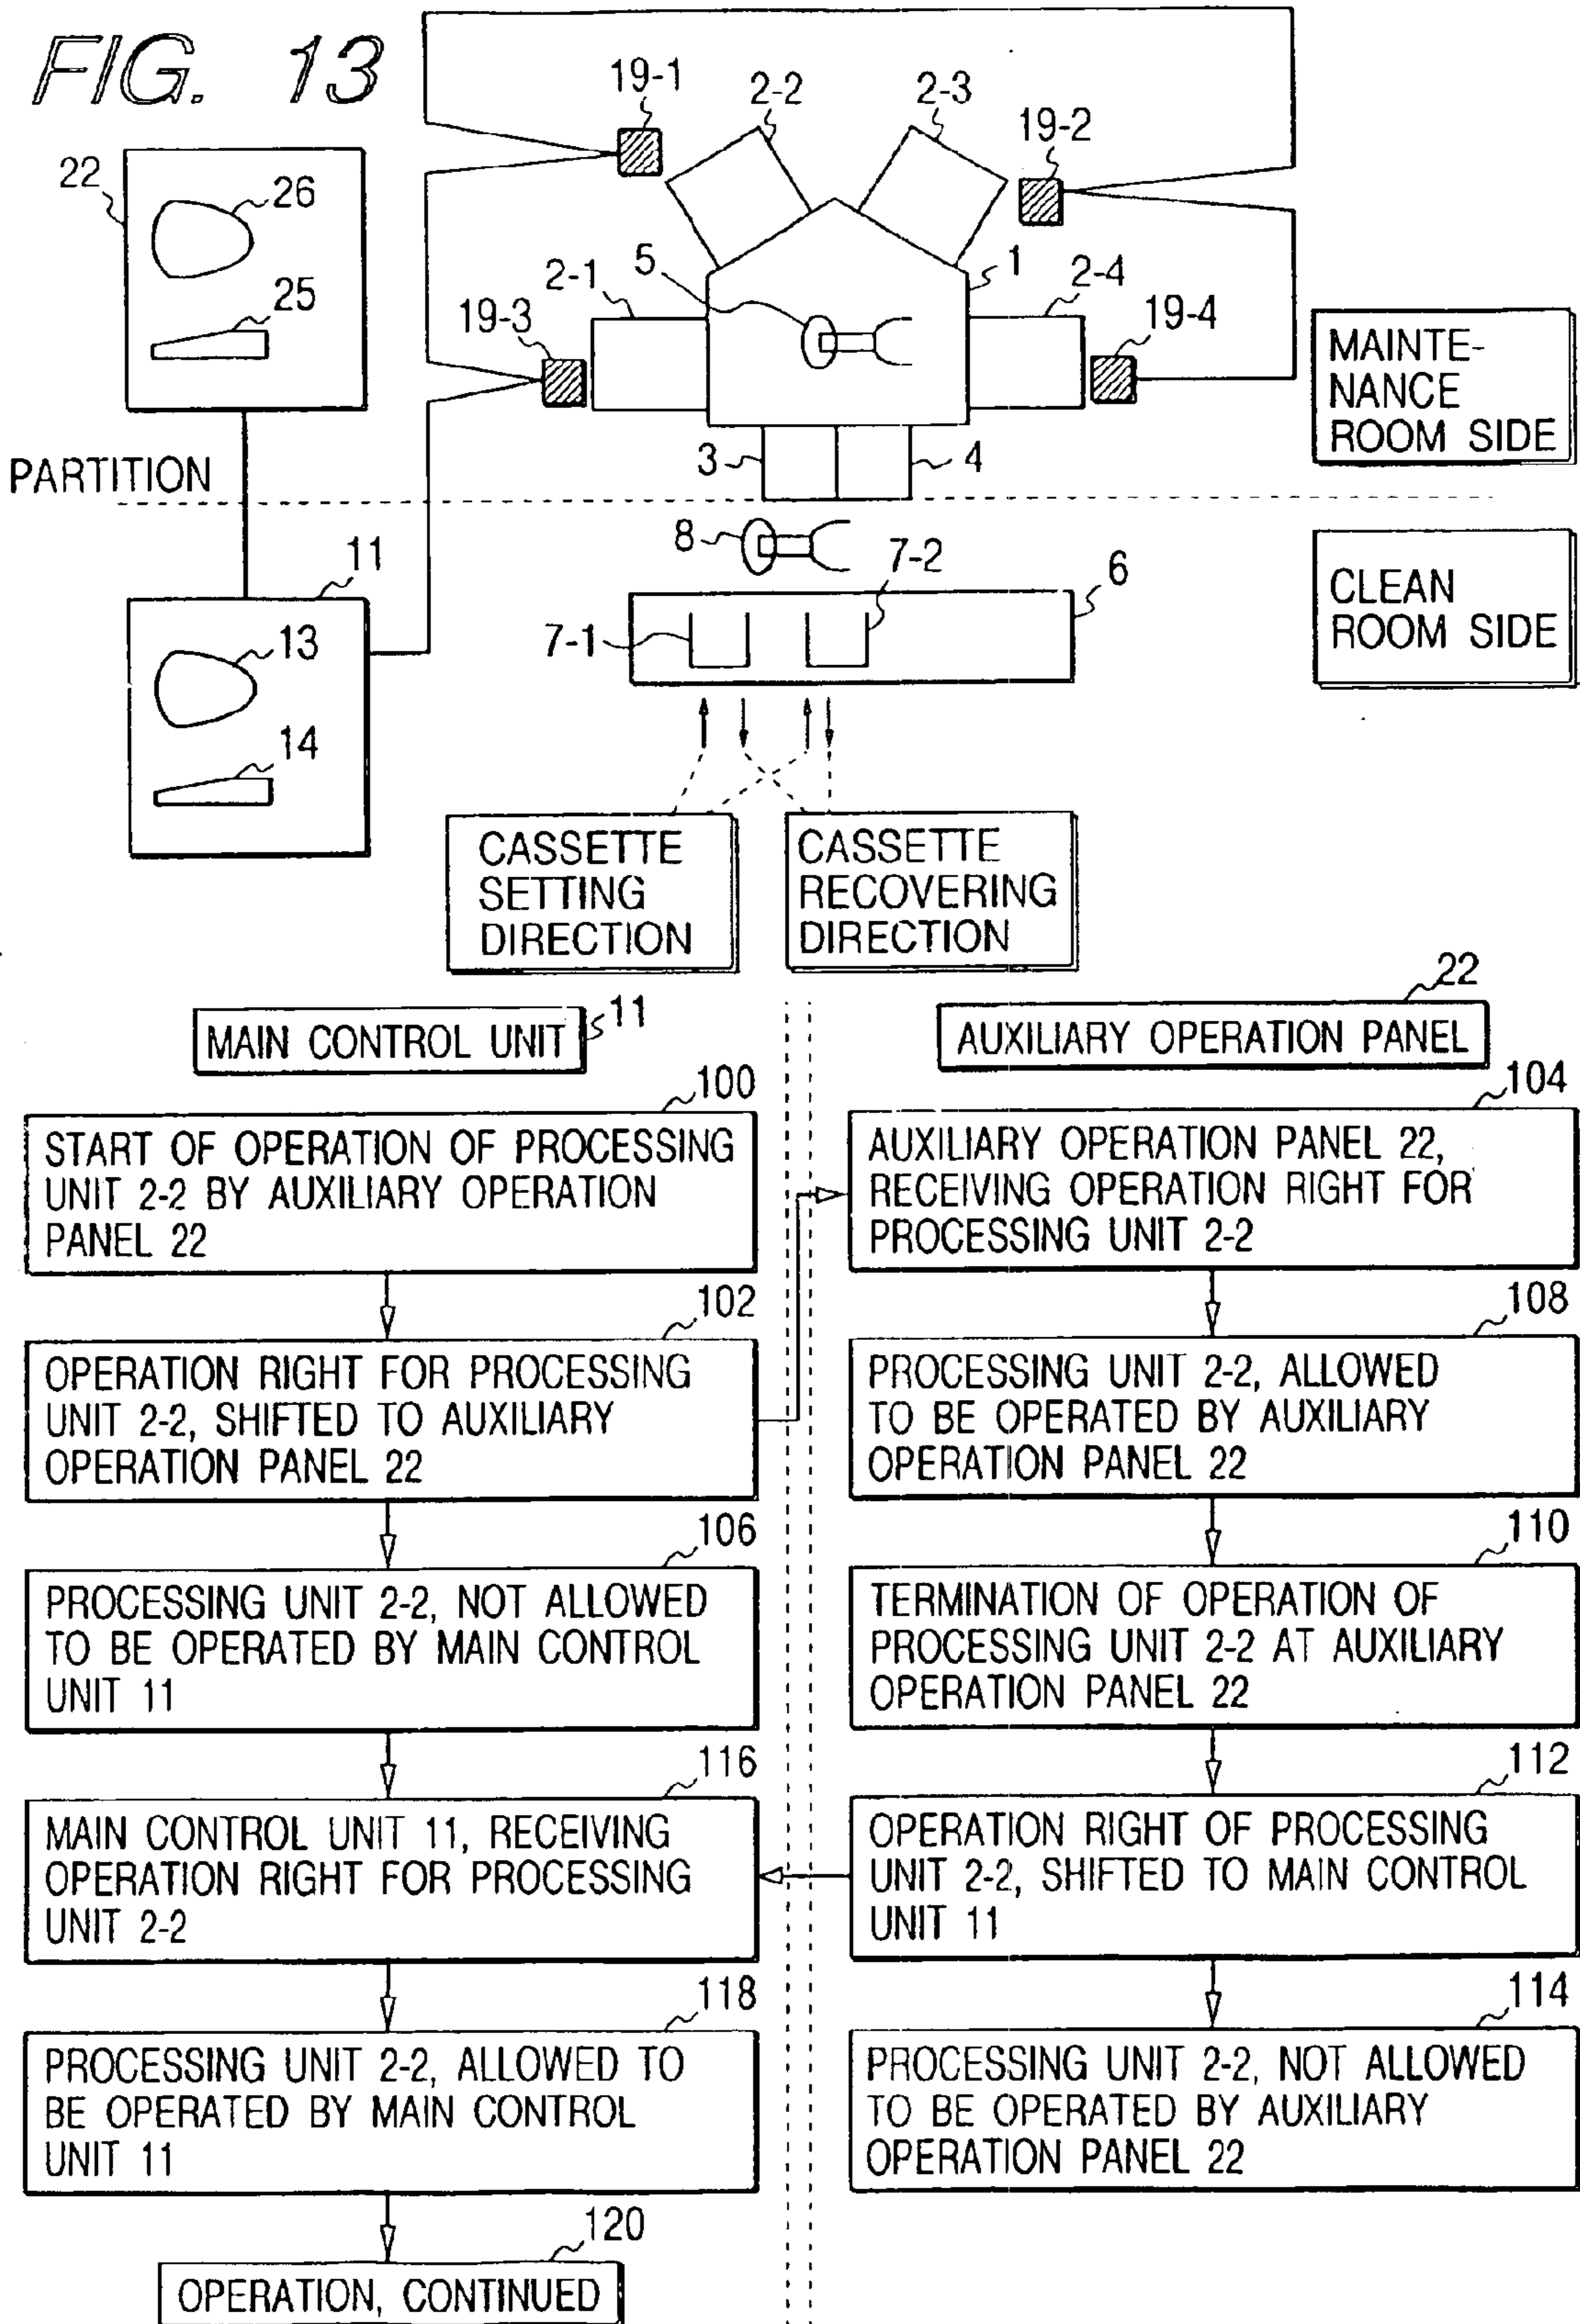 FIG. 13
19-1
2-2
2-3
19-2
22
26
25
2-1
5
1
2-4
19-3
19-4
MAINTE-
NANCE
ROOM SIDE
3
4
PARTITION
8
7-2
6
11
13
14
7-1
CLEAN
ROOM SIDE
CASSETTE
SETTING
DIRECTION
CASSETTE
RECOVERING
DIRECTION
MAIN CONTROL UNIT
11
22
AUXILIARY OPERATION PANEL
100
START OF OPERATION OF PROCESSING
UNIT 2-2 BY AUXILIARY OPERATION
PANEL 22
104
AUXILIARY OPERATION PANEL 22,
RECEIVING OPERATION RIGHT FOR
PROCESSING UNIT 2-2
102
OPERATION RIGHT FOR PROCESSING
UNIT 2-2, SHIFTED TO AUXILIARY
OPERATION PANEL 22
108
PROCESSING UNIT 2-2, ALLOWED
TO BE OPERATED BY AUXILIARY
OPERATION PANEL 22
106
PROCESSING UNIT 2-2, NOT ALLOWED
TO BE OPERATED BY MAIN CONTROL
UNIT 11
110
TERMINATION OF OPERATION OF
PROCESSING UNIT 2-2 AT AUXILIARY
OPERATION PANEL 22
116
MAIN CONTROL UNIT 11, RECEIVING
OPERATION RIGHT FOR PROCESSING
UNIT 2-2
112
OPERATION RIGHT OF PROCESSING
UNIT 2-2, SHIFTED TO MAIN CONTROL
UNIT 11
118
PROCESSING UNIT 2-2, ALLOWED TO
BE OPERATED BY MAIN CONTROL
UNIT 11
114
PROCESSING UNIT 2-2, NOT ALLOWED
TO BE OPERATED BY AUXILIARY
OPERATION PANEL 22
120
OPERATION, CONTINUED